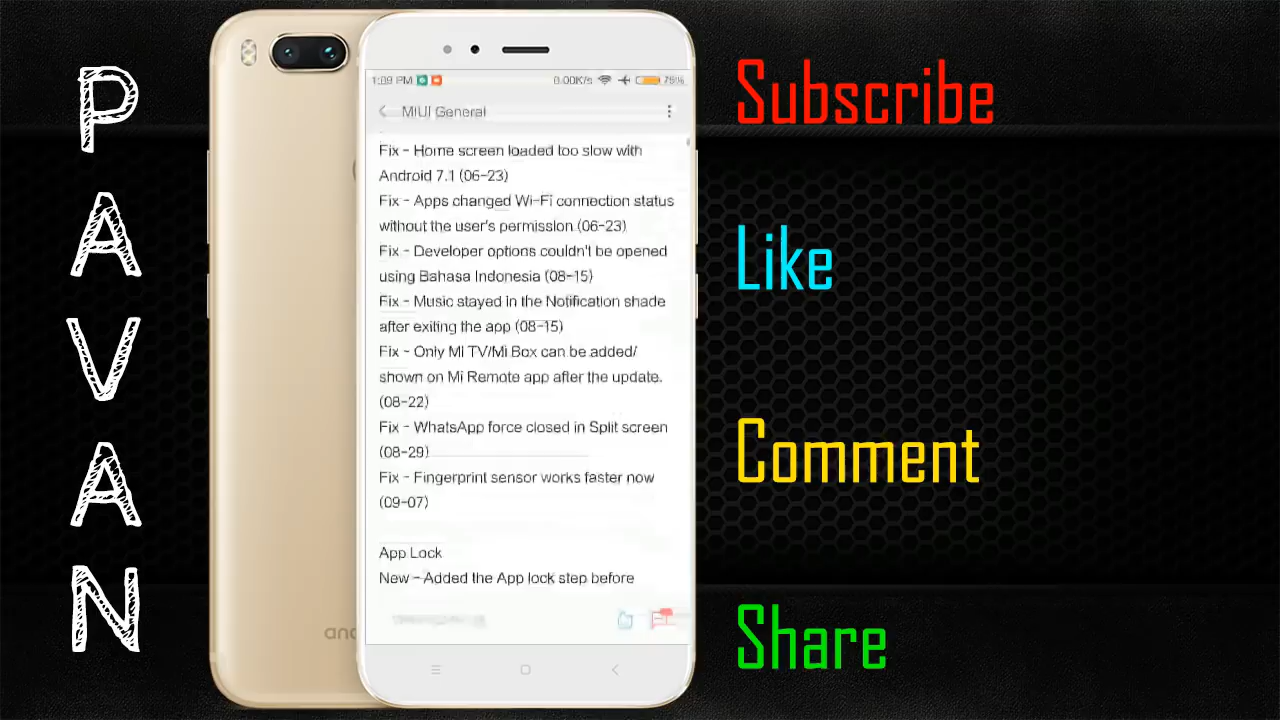 PAVAN
1:09 PM
0.00K/s
75%
MIUI General
Fix - Home screen loaded too slow with
Android 7.1 (06-23)
Fix - Apps changed Wi-Fi connection status
without the user's permission (06-23)
Fix - Developer options couldn't be opened
using Bahasa Indonesia (08-15)
Fix - Music stayed in the Notification shade
after exiting the app (08-15)
Fix - Only Mi TV/Mi Box can be added/
shown on Mi Remote app after the update.
(08-22)
Fix - WhatsApp force closed in Split screen
(08-29)
Fix - Fingerprint sensor works faster now
(09-07)
App Lock
New - Added the App lock step before
Subscribe
Like
Comment
Share